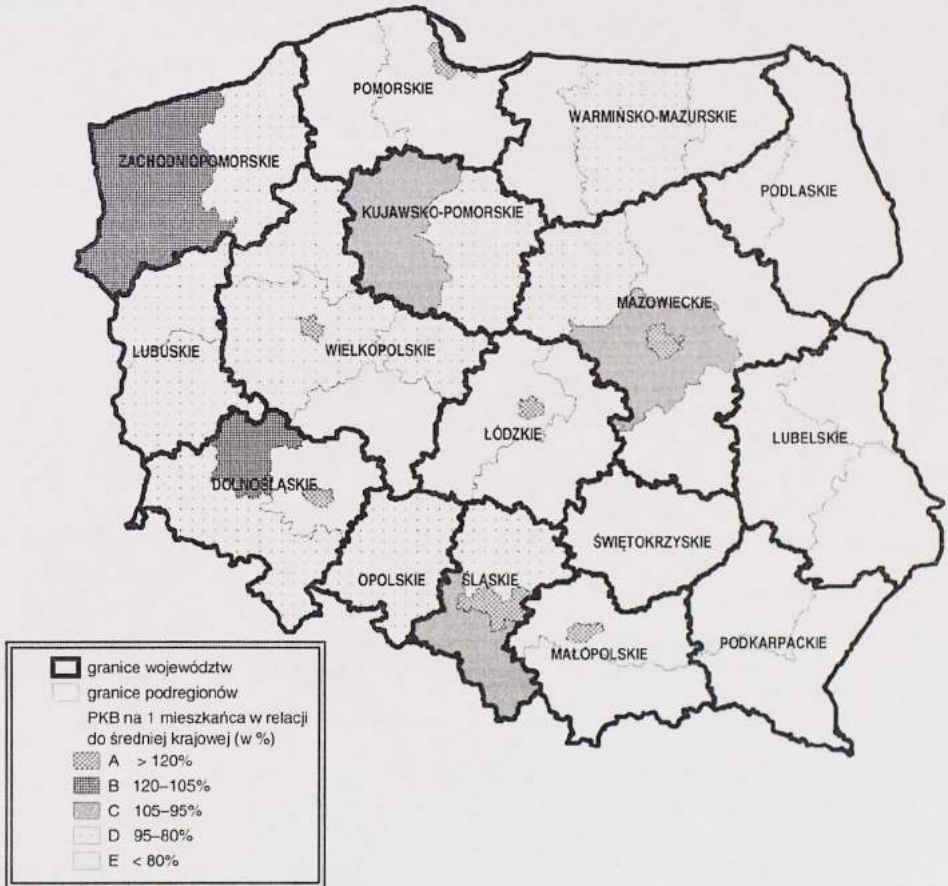 POMORSKIE
WARMIŃSKO-MAZURSKIE
ZACHODNIOPOMORSKIE
PODLASKIE
KUJAWSKO-POMORSKIE
MAZOWIECKIE
LUBUSKIE
WIELKOPOLSKIE
ŁÓDZKIE
LUBELSKIE
DOLNOŚLĄSKIE
ŚWIĘTOKRZYSKIE
OPOLSKIE
ŚLĄSKIE
MAŁOPOLSKIE
PODKARPACKIE
granice województw
granice podregionów
PKB na 1 mieszkańca w relacji
do średniej krajowej (w %)
A > 120%
B 120–105%
C 105–95%
D 95–80%
E < 80%